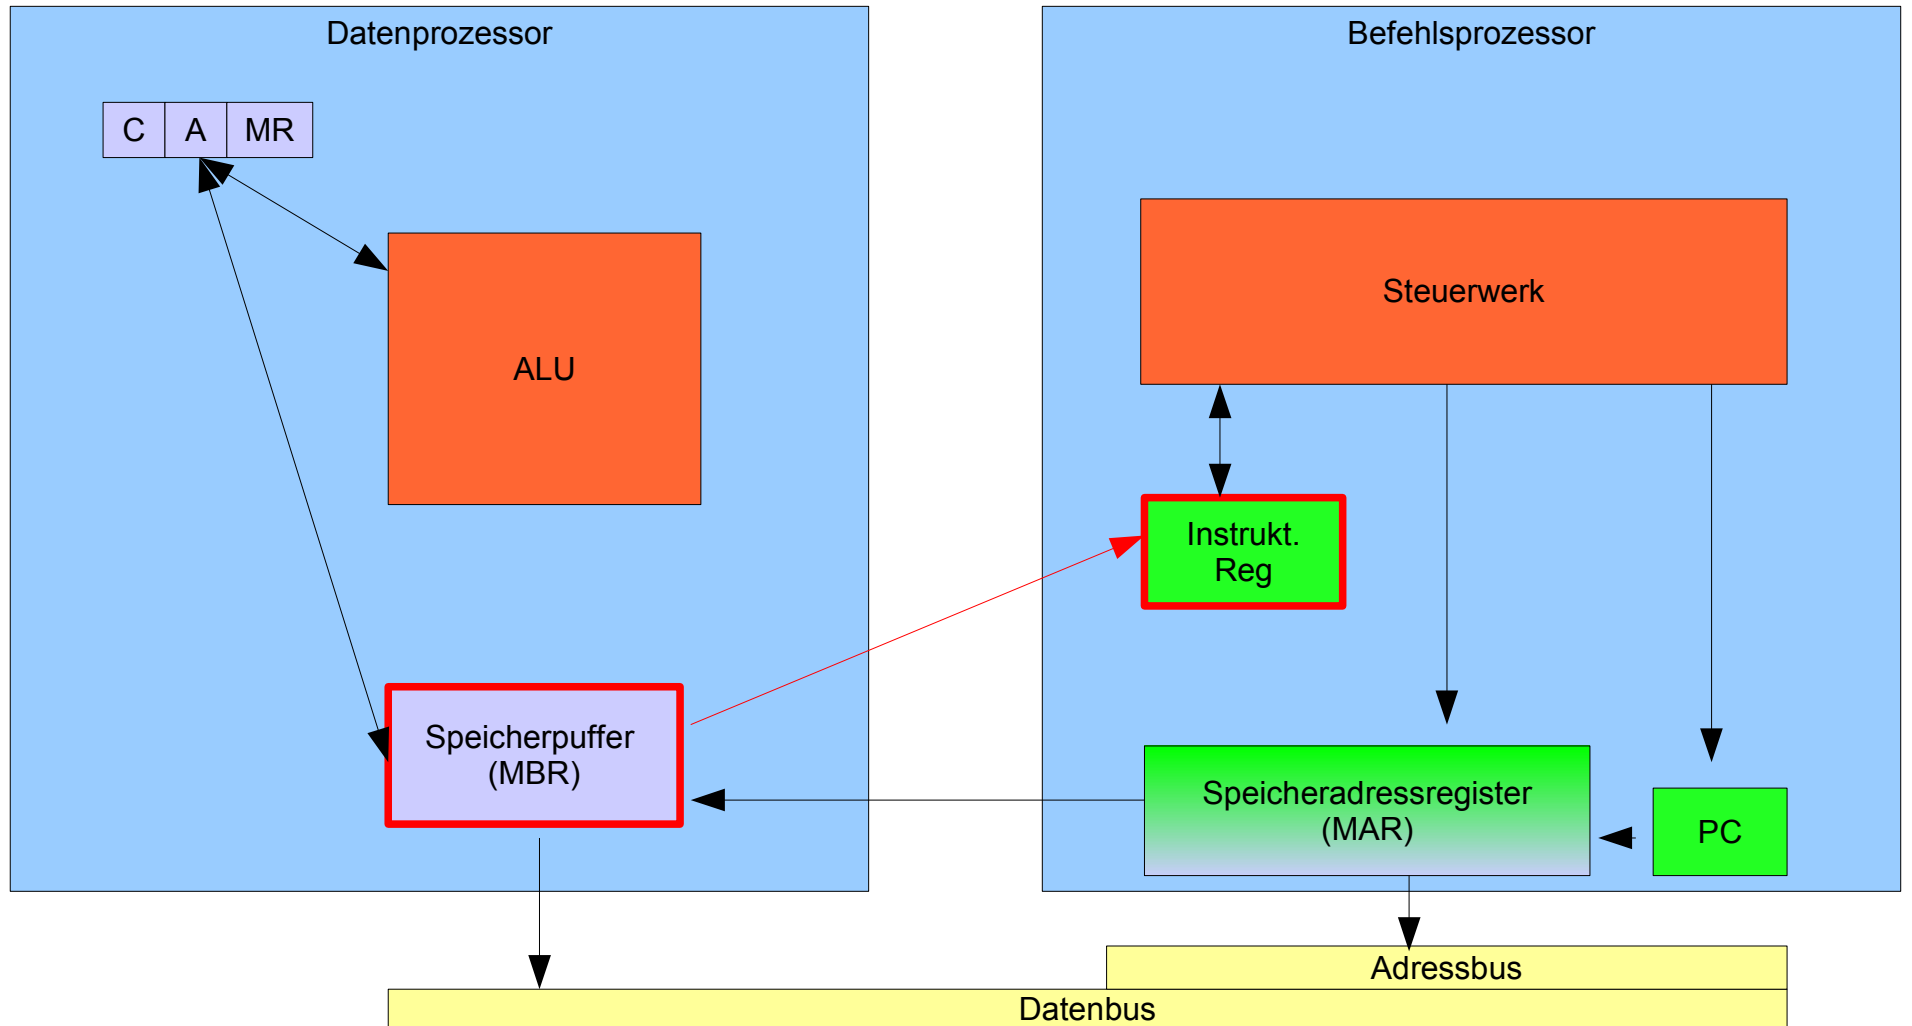 Datenprozessor
Befehlsprozessor
C A MR
Steuerwerk
ALU
Instrukt.
Reg
Speicherpuffer
(MBR)
Speicheradressregister
(MAR)
PC
Adressbus
Datenbus